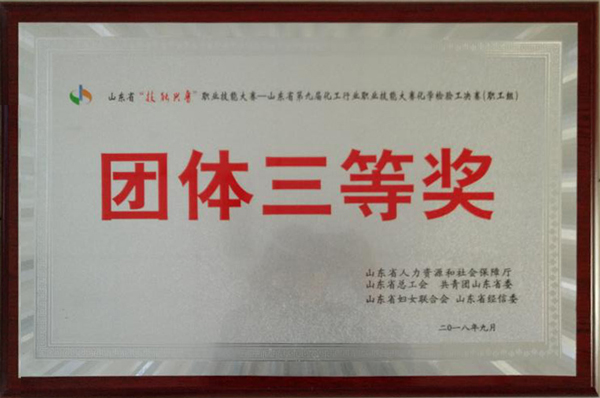 山东省“技能兴鲁”职业技能大赛—山东省第九届化工行业职业技能大赛化学检验工决赛(职工组)
团体三等奖
山东省人力资源和社会保障厅
山东省总工会 共青团山东省委
山东省妇女联合会 山东省经信委
二〇一八年九月